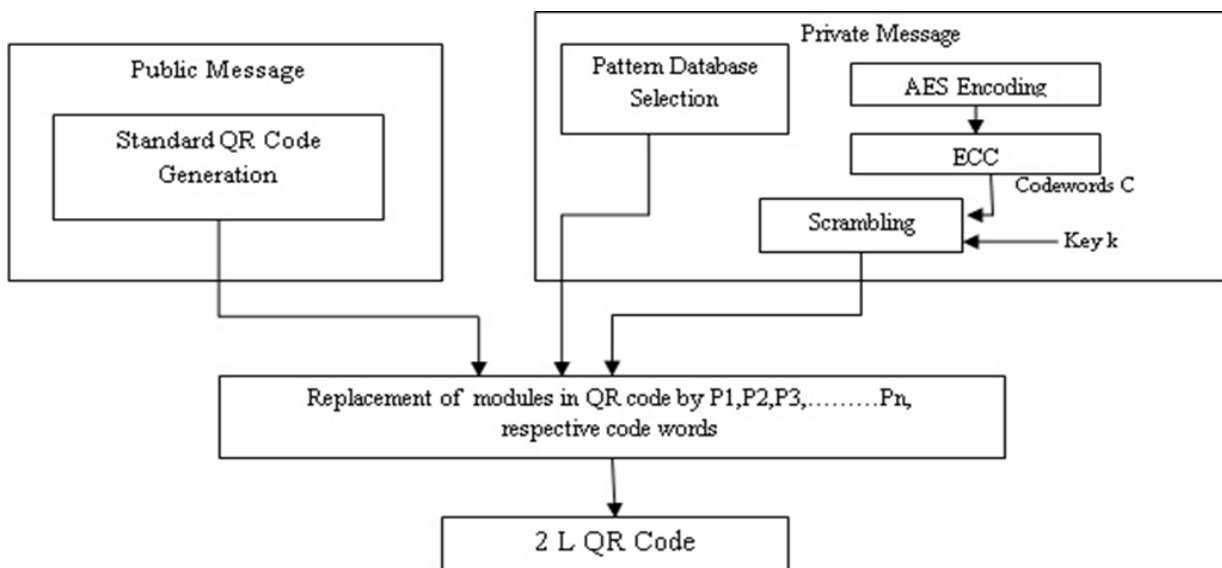 Public Message
Standard QR Code
Generation
Private Message
Pattern Database
Selection
AES Encoding
ECC
Codewords C
Scrambling
Key k
Replacement of modules in QR code by P1,P2,P3,.........Pn,
respective code words
2 L QR Code